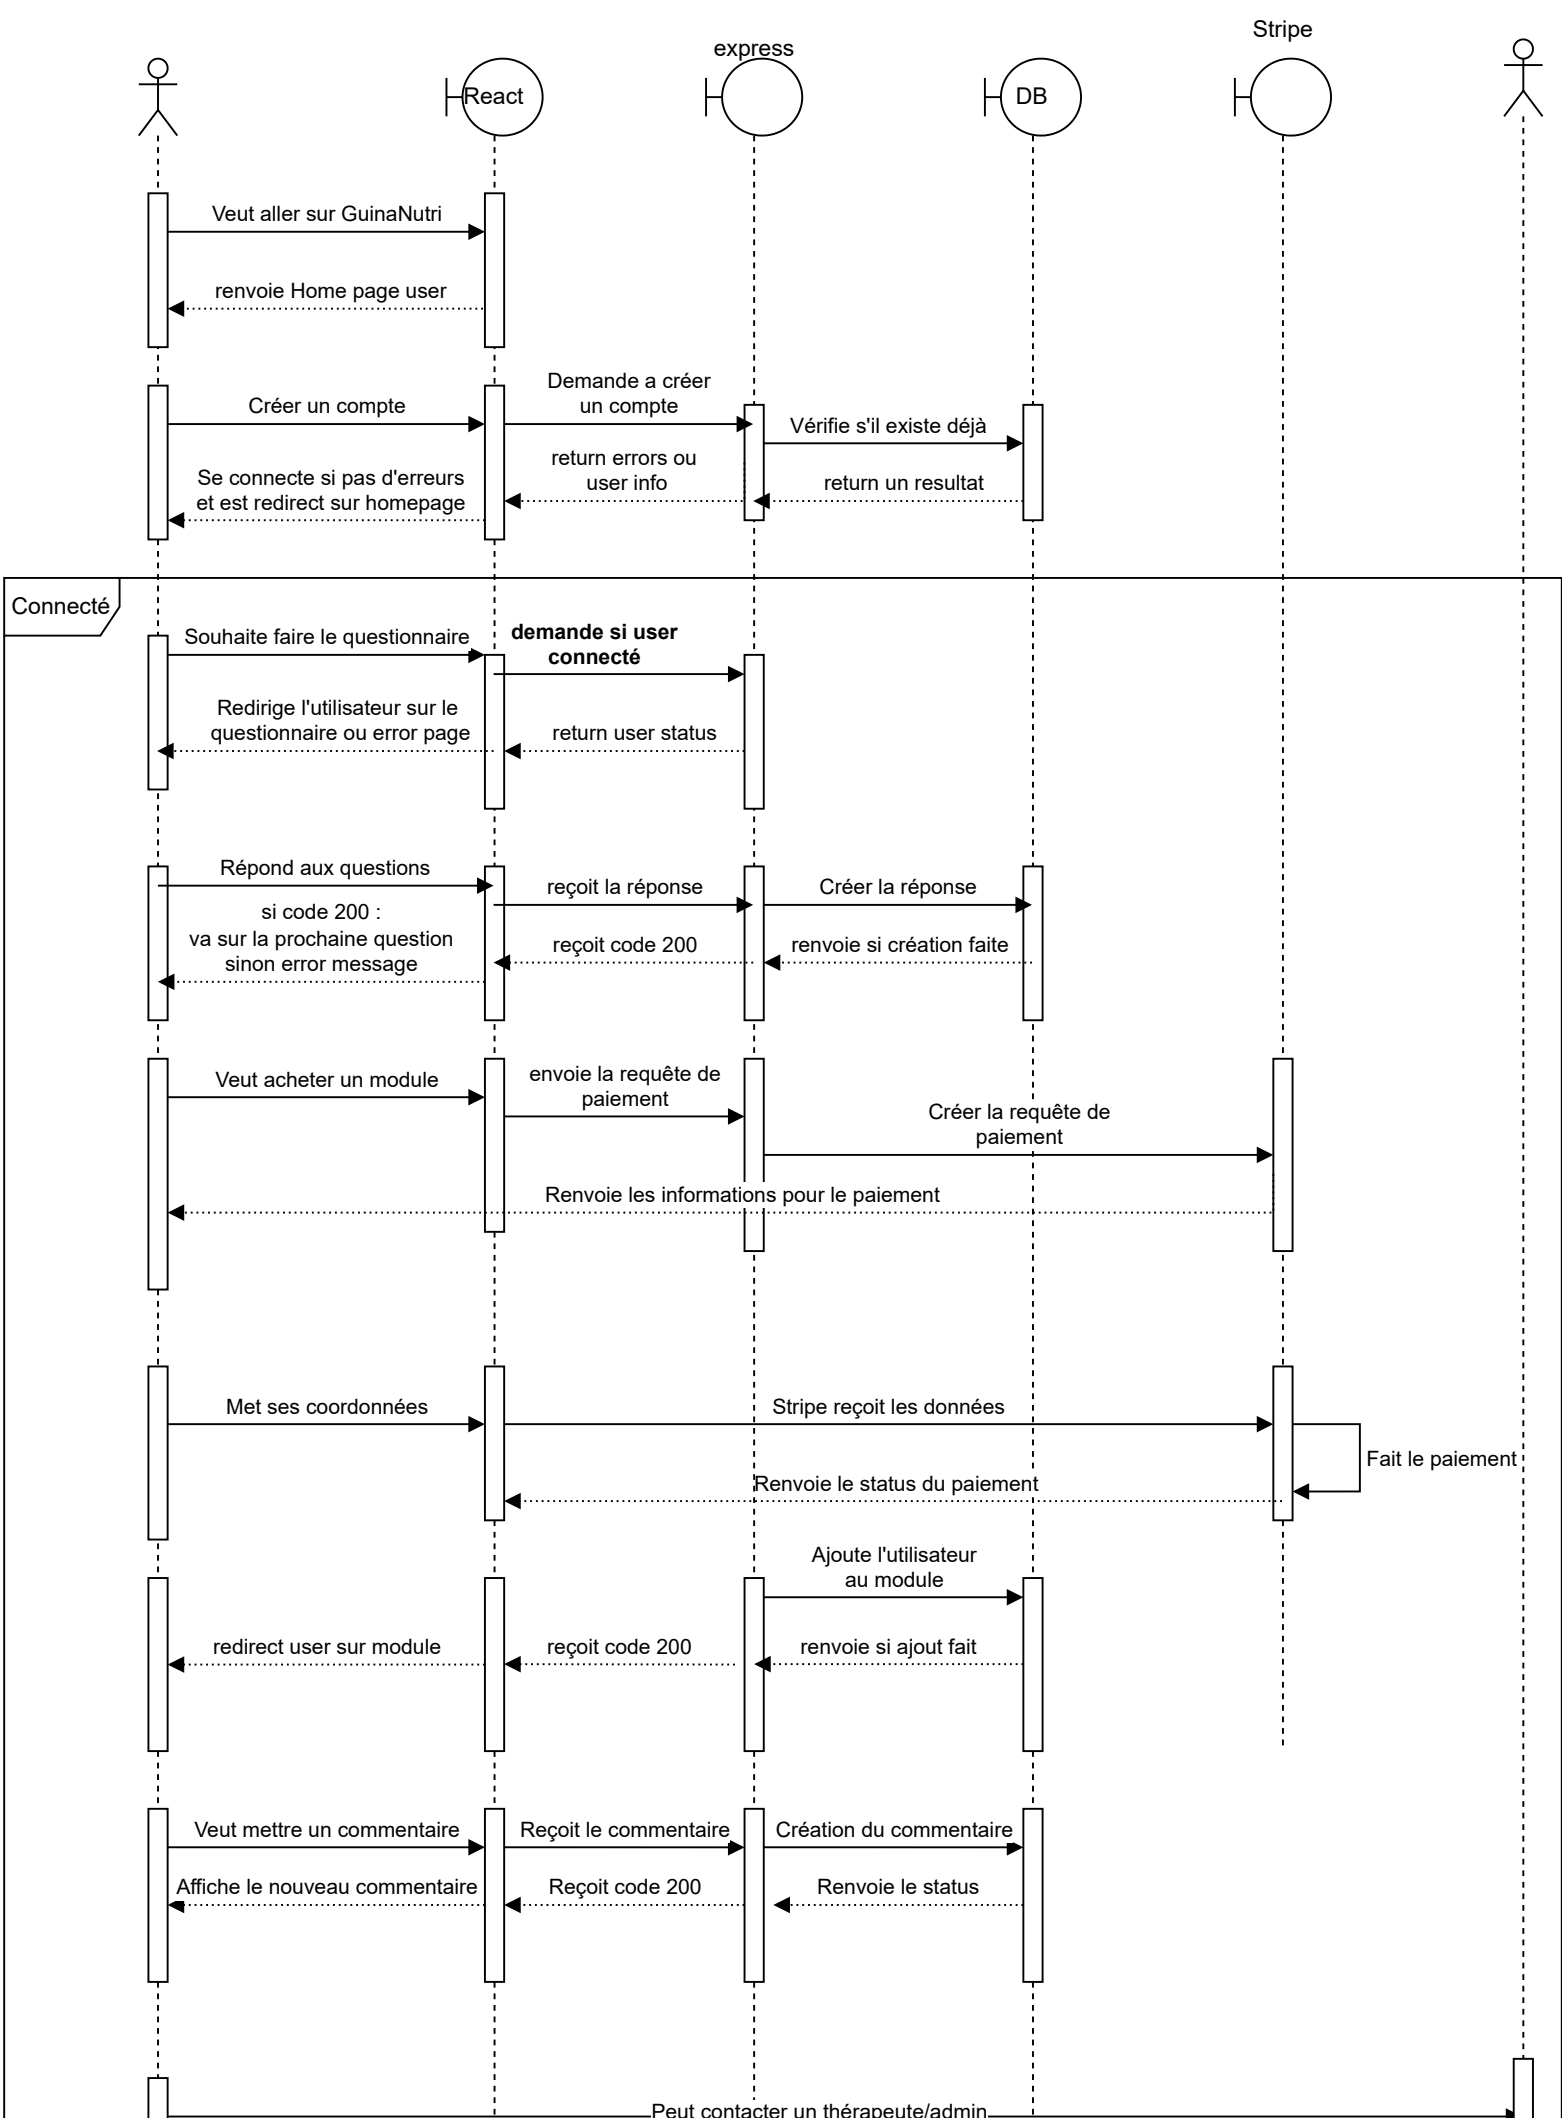 Stripe
express
React
DB
Veut aller sur GuinaNutri
renvoie Home page user
Créer un compte
Demande a créer
un compte
Vérifie s'il existe déjà
Se connecte si pas d'erreurs
et est redirect sur homepage
return errors ou
user info
return un resultat
Connecté
Souhaite faire le questionnaire
demande si user
connecté
Redirige l'utilisateur sur le
questionnaire ou error page
return user status
Répond aux questions
reçoit la réponse
Créer la réponse
si code 200 :
va sur la prochaine question
sinon error message
reçoit code 200
renvoie si création faite
Veut acheter un module
envoie la requête de
paiement
Créer la requête de
paiement
Renvoie les informations pour le paiement
Met ses coordonnées
Stripe reçoit les données
Fait le paiement
Renvoie le status du paiement
Ajoute l'utilisateur
au module
redirect user sur module
reçoit code 200
renvoie si ajout fait
Veut mettre un commentaire
Reçoit le commentaire
Création du commentaire
Affiche le nouveau commentaire
Reçoit code 200
Renvoie le status
Peut contacter un thérapeute/admin